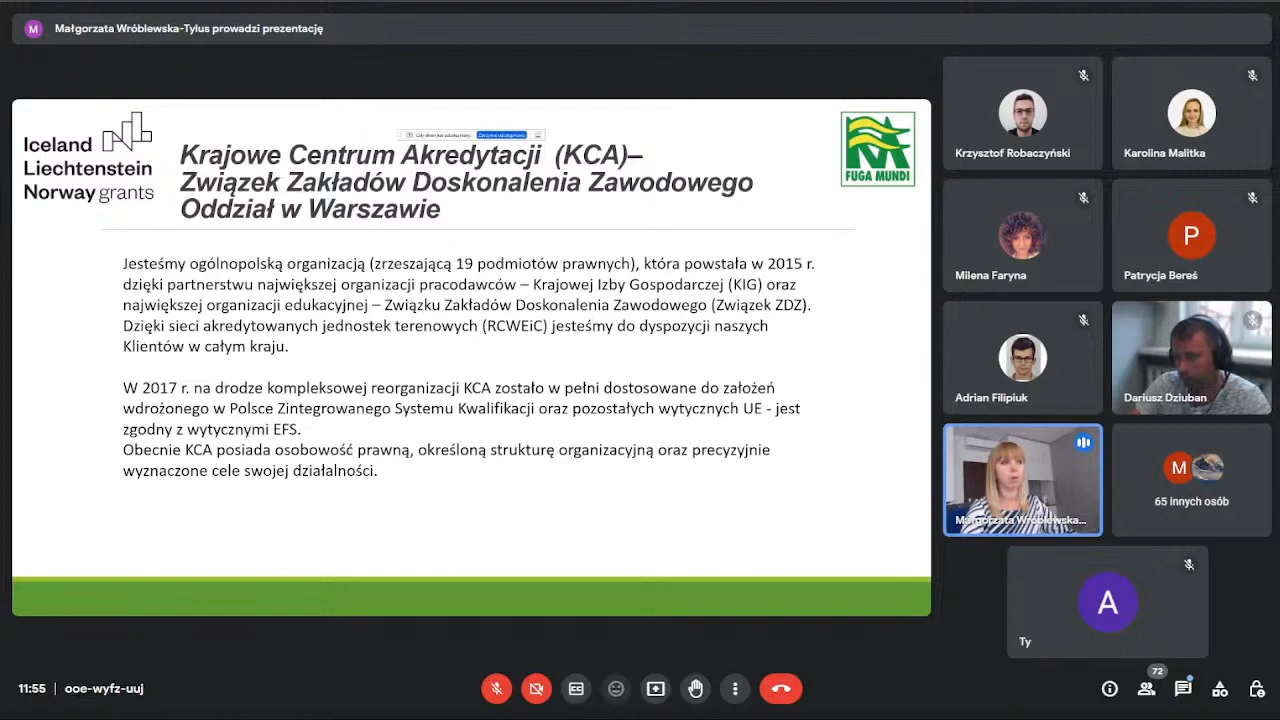 M
Małgorzata Wróblewska-Tylus prowadzi prezentację
Iceland
Liechtenstein
Norway grants
Krajowe Centrum Akredytacji (KCA)–
Związek Zakładów Doskonalenia Zawodowego
Oddział w Warszawie
FUGA MUNDI
Jesteśmy ogólnopolską organizacją (zrzeszającą 19 podmiotów prawnych), która powstała w 2015 r.
dzięki partnerstwu największej organizacji pracodawców – Krajowej Izby Gospodarczej (KIG) oraz
największej organizacji edukacyjnej – Związku Zakładów Doskonalenia Zawodowego (Związek ZDZ).
Dzięki sieci akredytowanych jednostek terenowych (RCWEiC) jesteśmy do dyspozycji naszych
Klientów w całym kraju.
W 2017 r. na drodze kompleksowej reorganizacji KCA zostało w pełni dostosowane do założeń
wdrożonego w Polsce Zintegrowanego Systemu Kwalifikacji oraz pozostałych wytycznych UE - jest
zgodny z wytycznymi EFS.
Obecnie KCA posiada osobowość prawną, określoną strukturę organizacyjną oraz precyzyjnie
wyznaczone cele swojej działalności.
Krzysztof Robaczyński
Karolina Malitka
Milena Faryna
P
Patrycja Bereś
Adrian Filipiuk
Dariusz Dziuban
Małgorzata Wróblewska...
M
65 innych osób
A
Ty
11:55 | ooe-wyfz-uuj
72